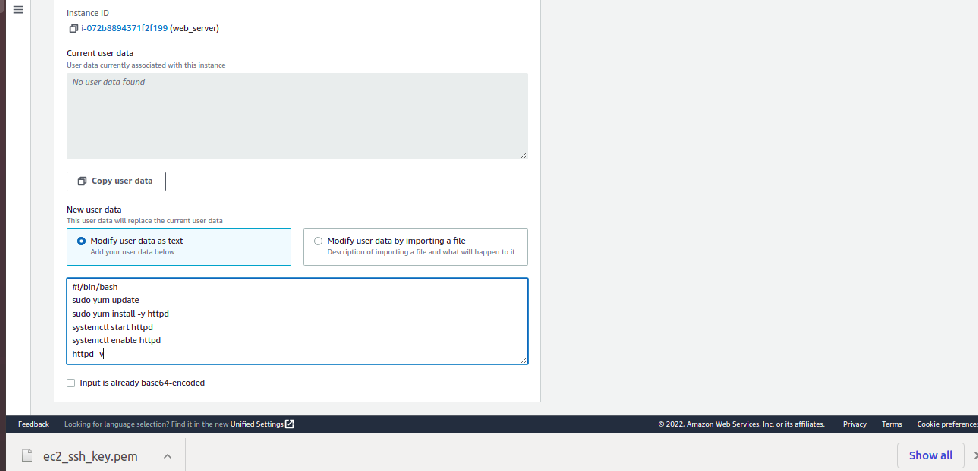 Instance ID
i-072b8894371f2f199 (web_server)
Current user data
User data currently associated with this instance
No user data found
Copy user data
New user data
This user data will replace the current user data
Modify user data as text
Add your user data below
Modify user data by importing a file
Description of importing a file and what will happen to it
#!/bin/bash
sudo yum update
sudo yum install -y httpd
systemctl start httpd
systemctl enable httpd
httpd -v
Input is already base64-encoded
Feedback Looking for language selection? Find it in the new Unified Settings © 2022, Amazon Web Services, Inc. or its affiliates. Privacy Terms Cookie preference
ec2_ssh_key.pem Show all